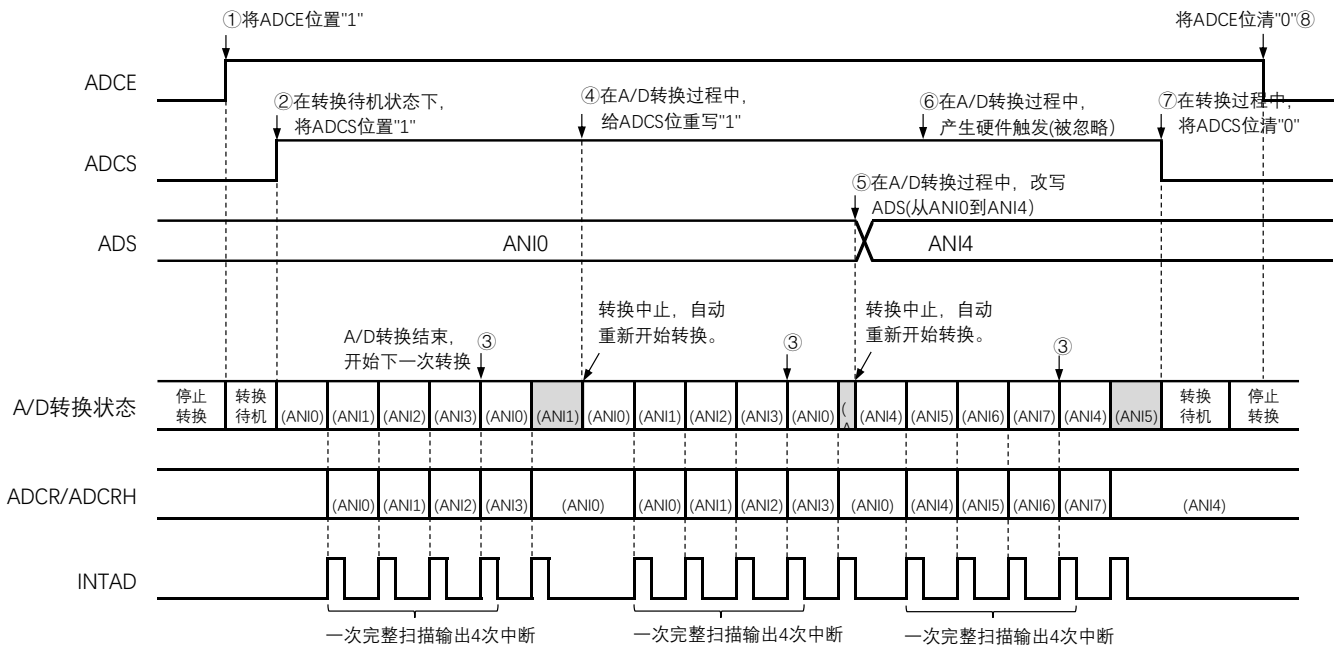 ①将ADCE位置"1"
将ADCE位清"0"⑧
ADCE
②在转换待机状态下，
将ADCS位置"1"
④在A/D转换过程中，
给ADCS位重写"1"
⑥在A/D转换过程中，
产生硬件触发(被忽略）
⑦在转换过程中，
将ADCS位清"0"
ADCS
⑤在A/D转换过程中，改写
ADS(从ANI0到ANI4）
ADS
ANI0
ANI4
A/D转换结束，
开始下一次转换
③
转换中止，自动
重新开始转换。
③
转换中止，自动
重新开始转换。
③
A/D转换状态
停止
转换
转换
待机
(ANI0) (ANI1) (ANI2) (ANI3) (ANI0) (ANI1) (ANI0) (ANI1) (ANI2) (ANI3) (ANI0) (ANI4) (ANI5) (ANI6) (ANI7) (ANI4) (ANI5)
转换
待机
停止
转换
ADCR/ADCRH
(ANI0) (ANI1) (ANI2) (ANI3) (ANI0) (ANI0) (ANI1) (ANI2) (ANI3) (ANI0) (ANI4) (ANI5) (ANI6) (ANI7) (ANI4)
INTAD
一次完整扫描输出4次中断
一次完整扫描输出4次中断
一次完整扫描输出4次中断